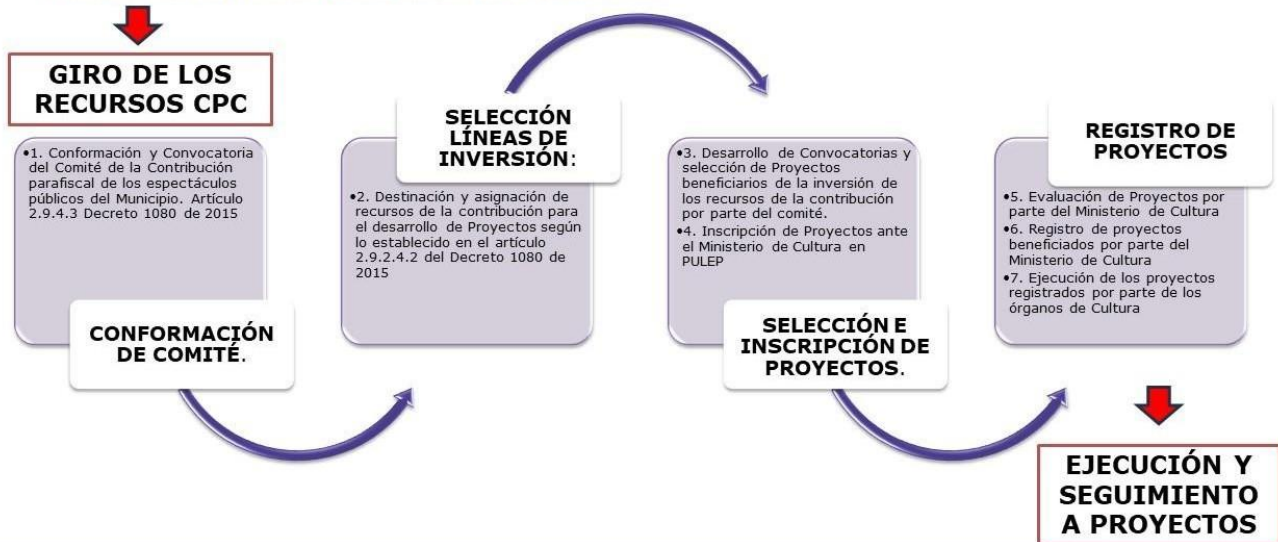 GIRO DE LOS
RECURSOS CPC
•1. Conformación y Convocatoria
del Comité de la Contribución
parafiscal de los espectáculos
públicos del Municipio. Artículo
2.9.4.3 Decreto 1080 de 2015
CONFORMACIÓN
DE COMITÉ.
SELECCIÓN
LÍNEAS DE
INVERSIÓN:
•2. Destinación y asignación de
recursos de la contribución para
el desarrollo de Proyectos según
lo establecido en el artículo
2.9.2.4.2 del Decreto 1080 de
2015
•3. Desarrollo de Convocatorias y
selección de Proyectos
beneficiarios de la inversión de
los recursos de la contribución
por parte del comité.
•4. Inscripción de Proyectos ante
el Ministerio de Cultura en
PULEP
SELECCIÓN E
INSCRIPCIÓN DE
PROYECTOS.
REGISTRO DE
PROYECTOS
•5. Evaluación de Proyectos por
parte del Ministerio de Cultura
•6. Registro de proyectos
beneficiados por parte del
Ministerio de Cultura
•7. Ejecución de los proyectos
registrados por parte de los
órganos de Cultura
EJECUCIÓN Y
SEGUIMIENTO
A PROYECTOS